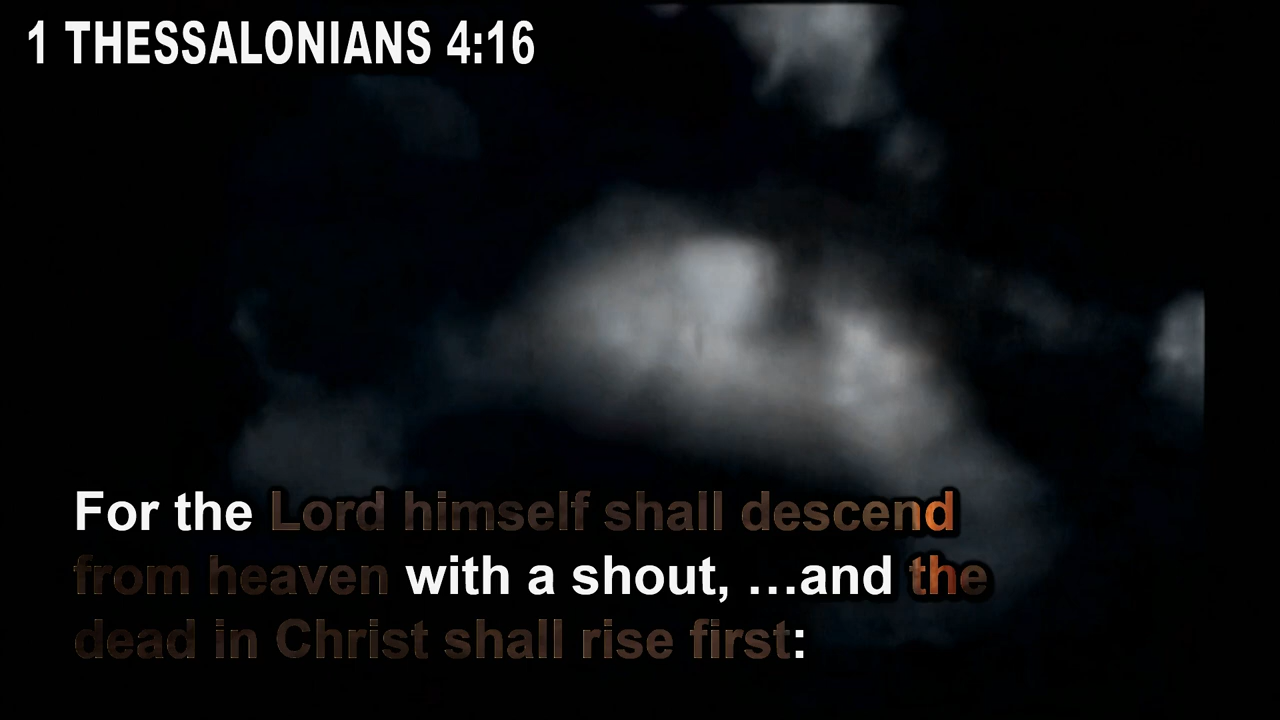 1 THESSALONIANS 4:16
For the Lord himself shall descend
from heaven with a shout, …and the
dead in Christ shall rise first: